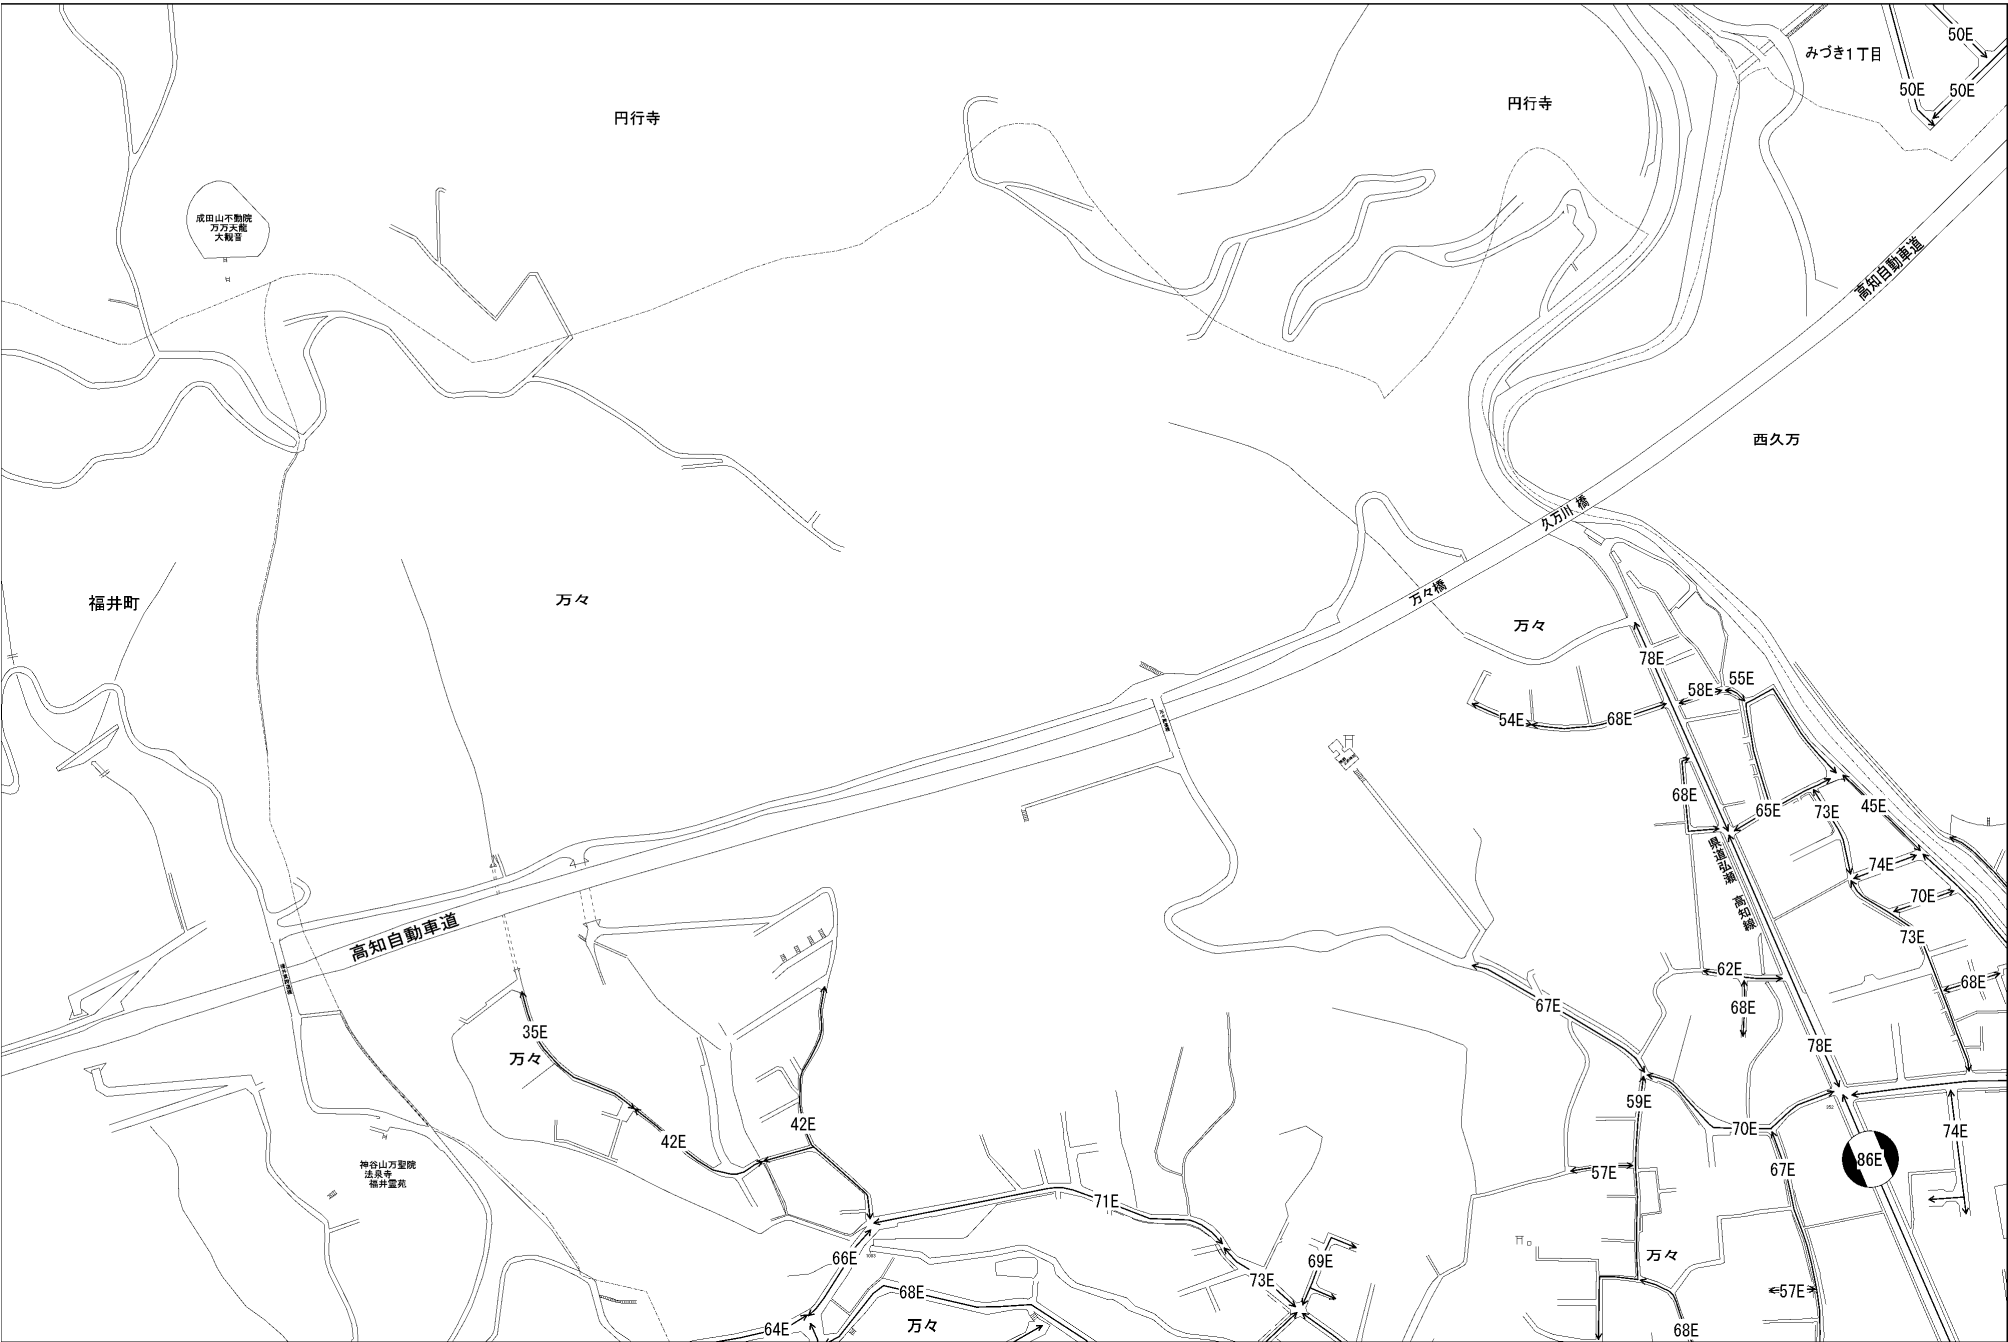 50E
みづき1丁目
50E
50E
円行寺
円行寺
成田山不動院
万万天龍
大観音
高知自動車道
西久万
久万川 橋
万々橋
福井町
万々
万々
78E
55E
58E
54E
68E
68E
65E
73E
45E
県道弘瀬 高知線
74E
70E
73E
高知自動車道
62E
68E
68E
67E
35E
万々
78E
42E
42E
59E
70E
74E
86E
57E
67E
神谷山万聖院
法泉寺
福井霊苑
71E
66E
1003
252
69E
73E
万々
68E
57E
64E
万々
68E